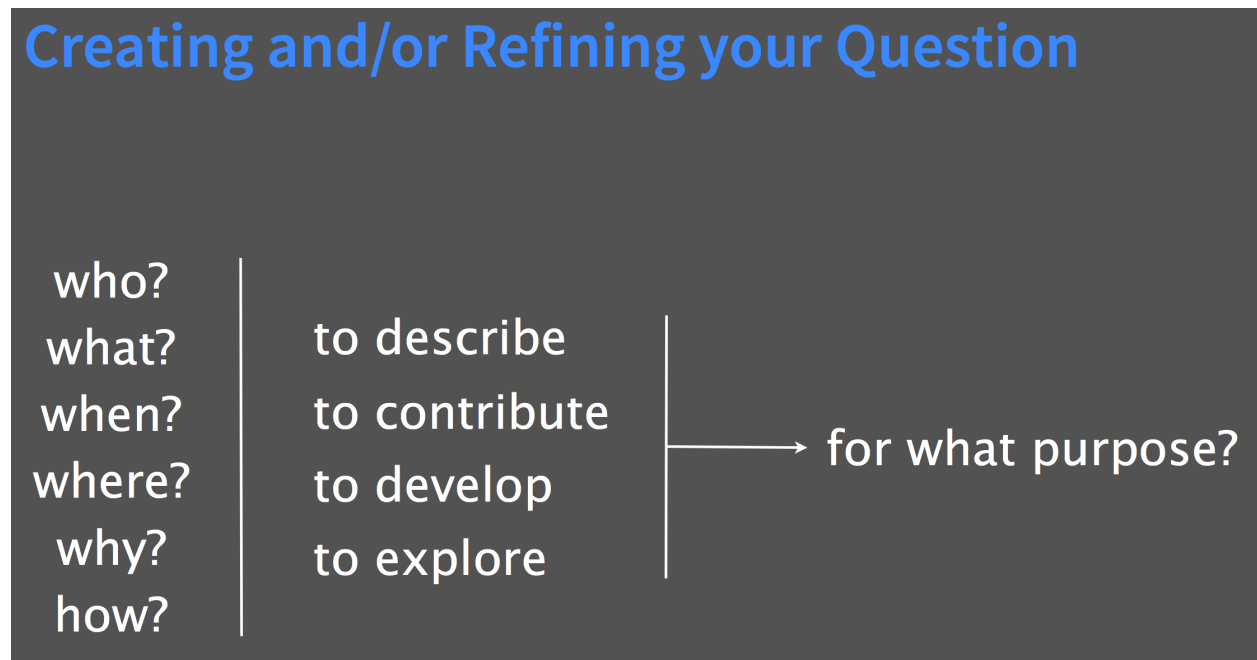 Creating and/or Refining your Question
who?
what?
when?
where?
why?
how?
to describe
to contribute
to develop
to explore
for what purpose?